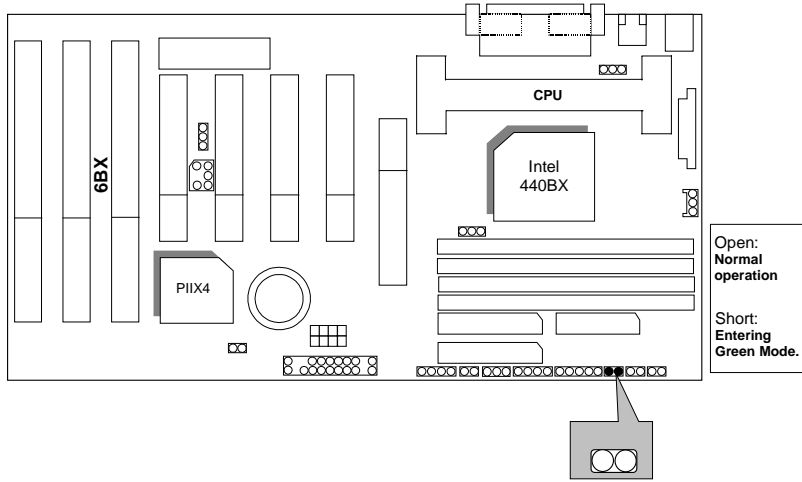 CPU
6BX
Intel
440BX
PIIX4
Open:
Normal
operation
Short:
Entering
Green Mode.